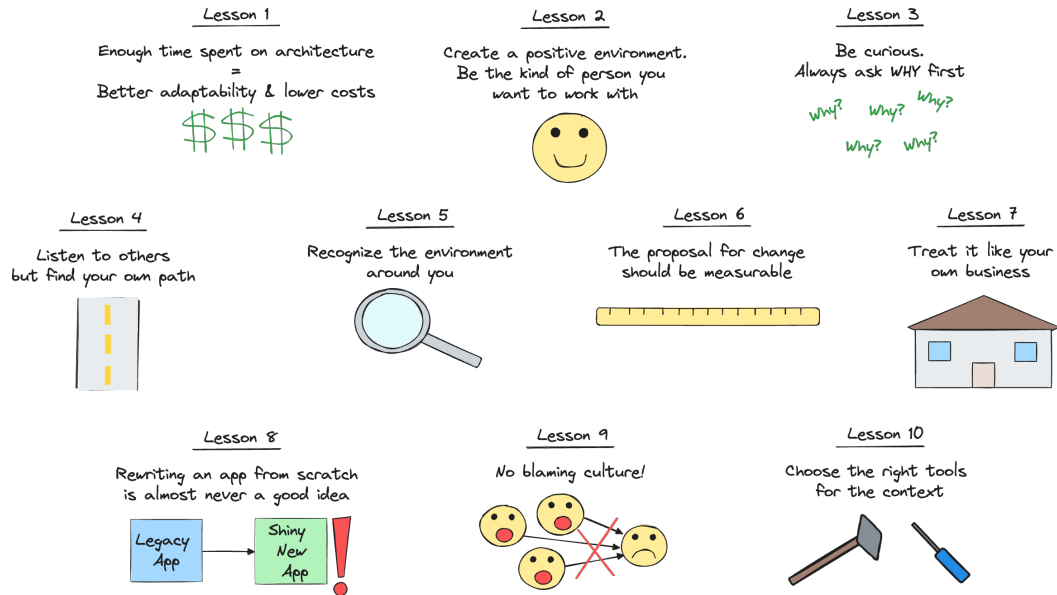 Lesson 1
Enough time spent on architecture
=
Better adaptability & lower costs
$ $ $
Lesson 2
Create a positive environment.
Be the kind of person you
want to work with
Lesson 3
Be curious.
Always ask WHY first
Why? Why? Why?
Why? Why?
Lesson 4
Listen to others
but find your own path
Lesson 5
Recognize the environment
around you
Lesson 6
The proposal for change
should be measurable
Lesson 7
Treat it like your
own business
Lesson 8
Rewriting an app from scratch
is almost never a good idea
Legacy
App
Shiny
New
App
!
Lesson 9
No blaming culture!
Lesson 10
Choose the right tools
for the context